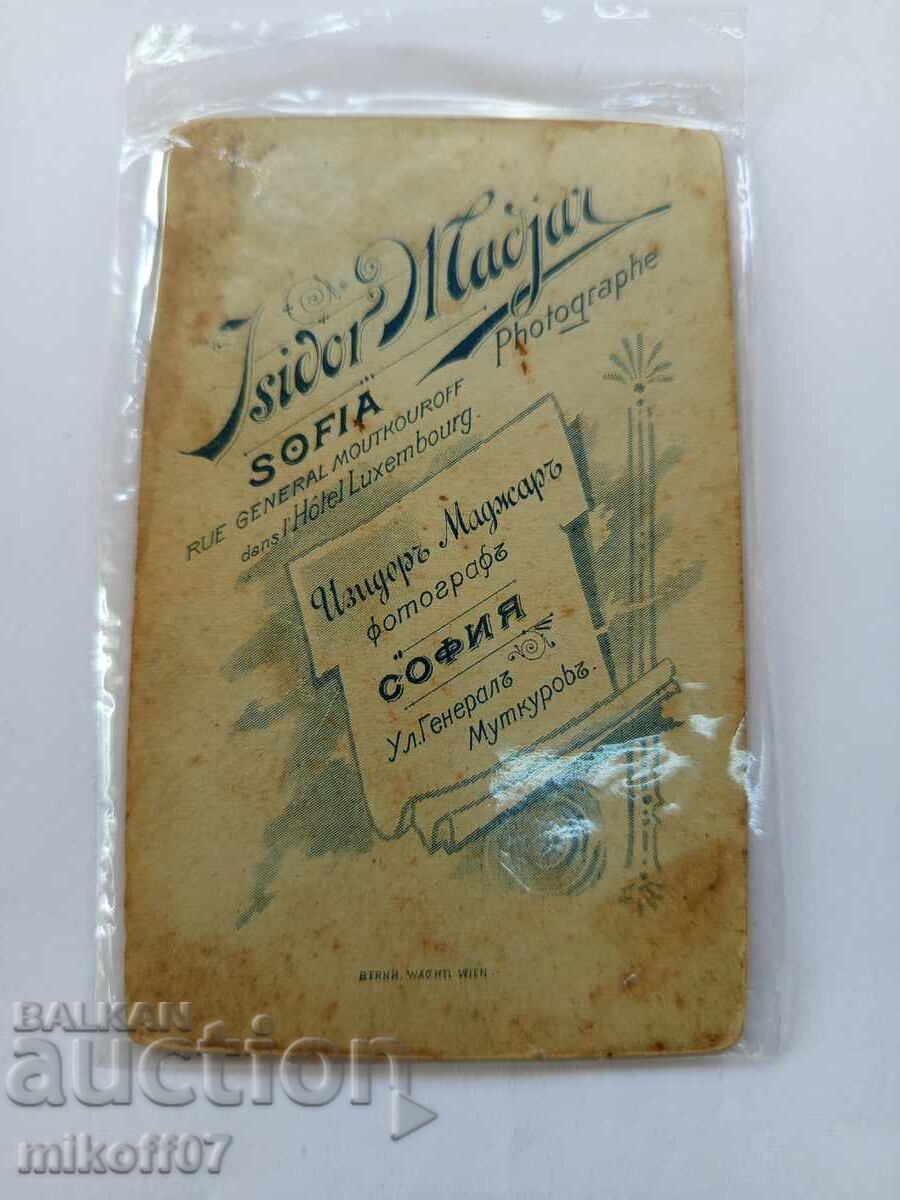 Isidor Madjar
Photographe
SOFIA
RUE GENERAL MOUTKOUROFF
dans l'Hôtel Luxembourg.
Изидоръ Маджаръ
фотографъ
СОФИЯ
Ул. Генералъ
Муткуровъ.
BERNH. WACHTL WIEN
BALKAN
auction
mikoff07